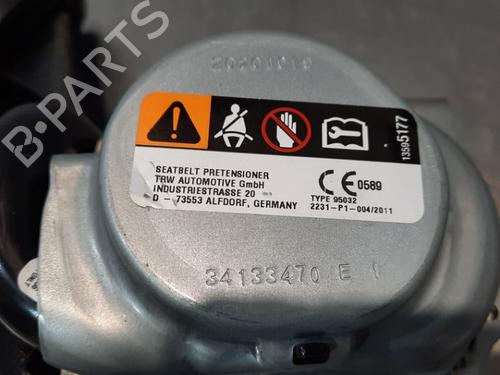 20201019
13595177
SEATBELT PRETENSIONER
TRW AUTOMOTIVE GmbH
INDUSTRIESTRASSE 20
D - 73553 ALFDORF, GERMANY
CE 0589
TYPE 95032
2231-P1-004/2011
34133470 E 1
B-PARTS